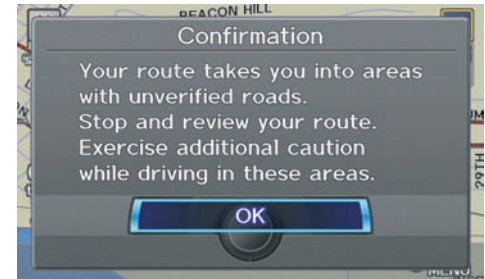 BEACON HILL
Confirmation
Your route takes you into areas
with unverified roads.
Stop and review your route.
Exercise additional caution
while driving in these areas.
29TH
OK
MENU